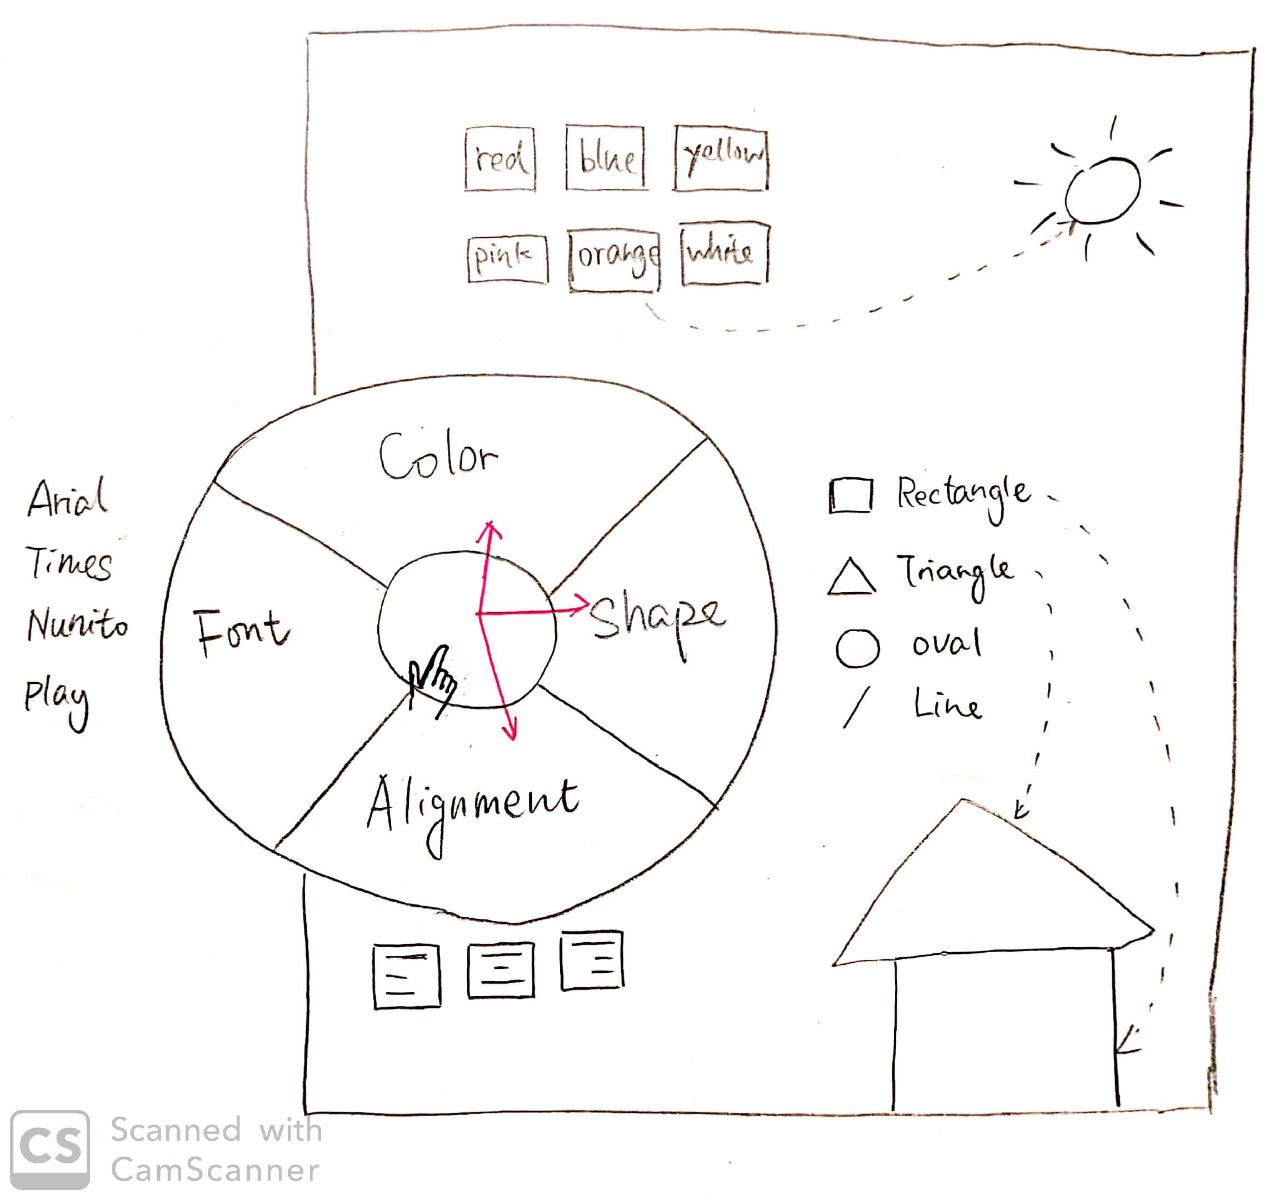 red blue yellow
pink orange white
Color
Font
Shape
Alignment
Arial
Times
Nunito
Play
Rectangle
Triangle
oval
Line
CS
Scanned with
CamScanner